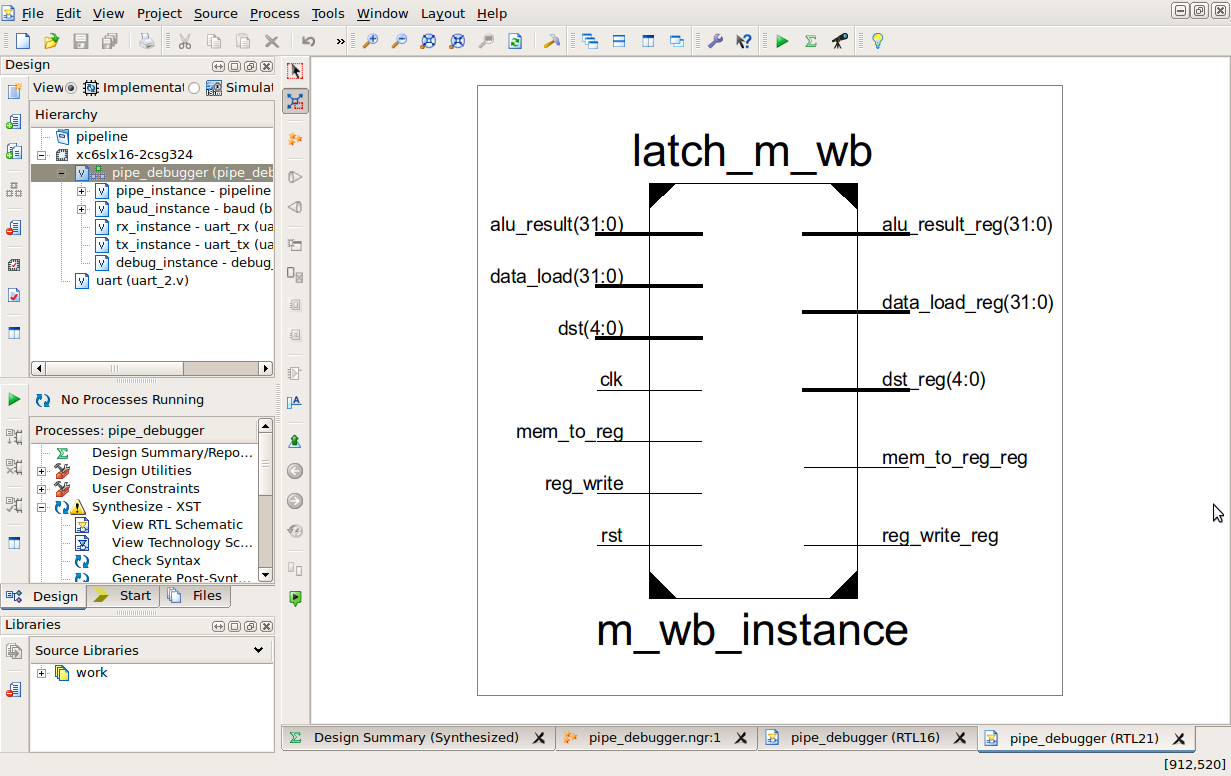 File Edit View Project Source Process Tools Window Layout Help
»
Design
View Implementat Simulat
Hierarchy
pipeline
xc6slx16-2csg324
pipe_debugger (pipe_deb
pipe_instance - pipeline
baud_instance - baud (b
rx_instance - uart_rx (ua
tx_instance - uart_tx (ua
debug_instance - debug_
uart (uart_2.v)
No Processes Running
Processes: pipe_debugger
Design Summary/Repo...
Design Utilities
User Constraints
Synthesize - XST
View RTL Schematic
View Technology Sc...
Check Syntax
Generate Post-Synt...
Design Start Files
Libraries
Source Libraries
work
latch_m_wb
alu_result(31:0)
data_load(31:0)
dst(4:0)
clk
mem_to_reg
reg_write
rst
alu_result_reg(31:0)
data_load_reg(31:0)
dst_reg(4:0)
mem_to_reg_reg
reg_write_reg
m_wb_instance
Design Summary (Synthesized) pipe_debugger.ngr:1 pipe_debugger (RTL16) pipe_debugger (RTL21)
[912,520]